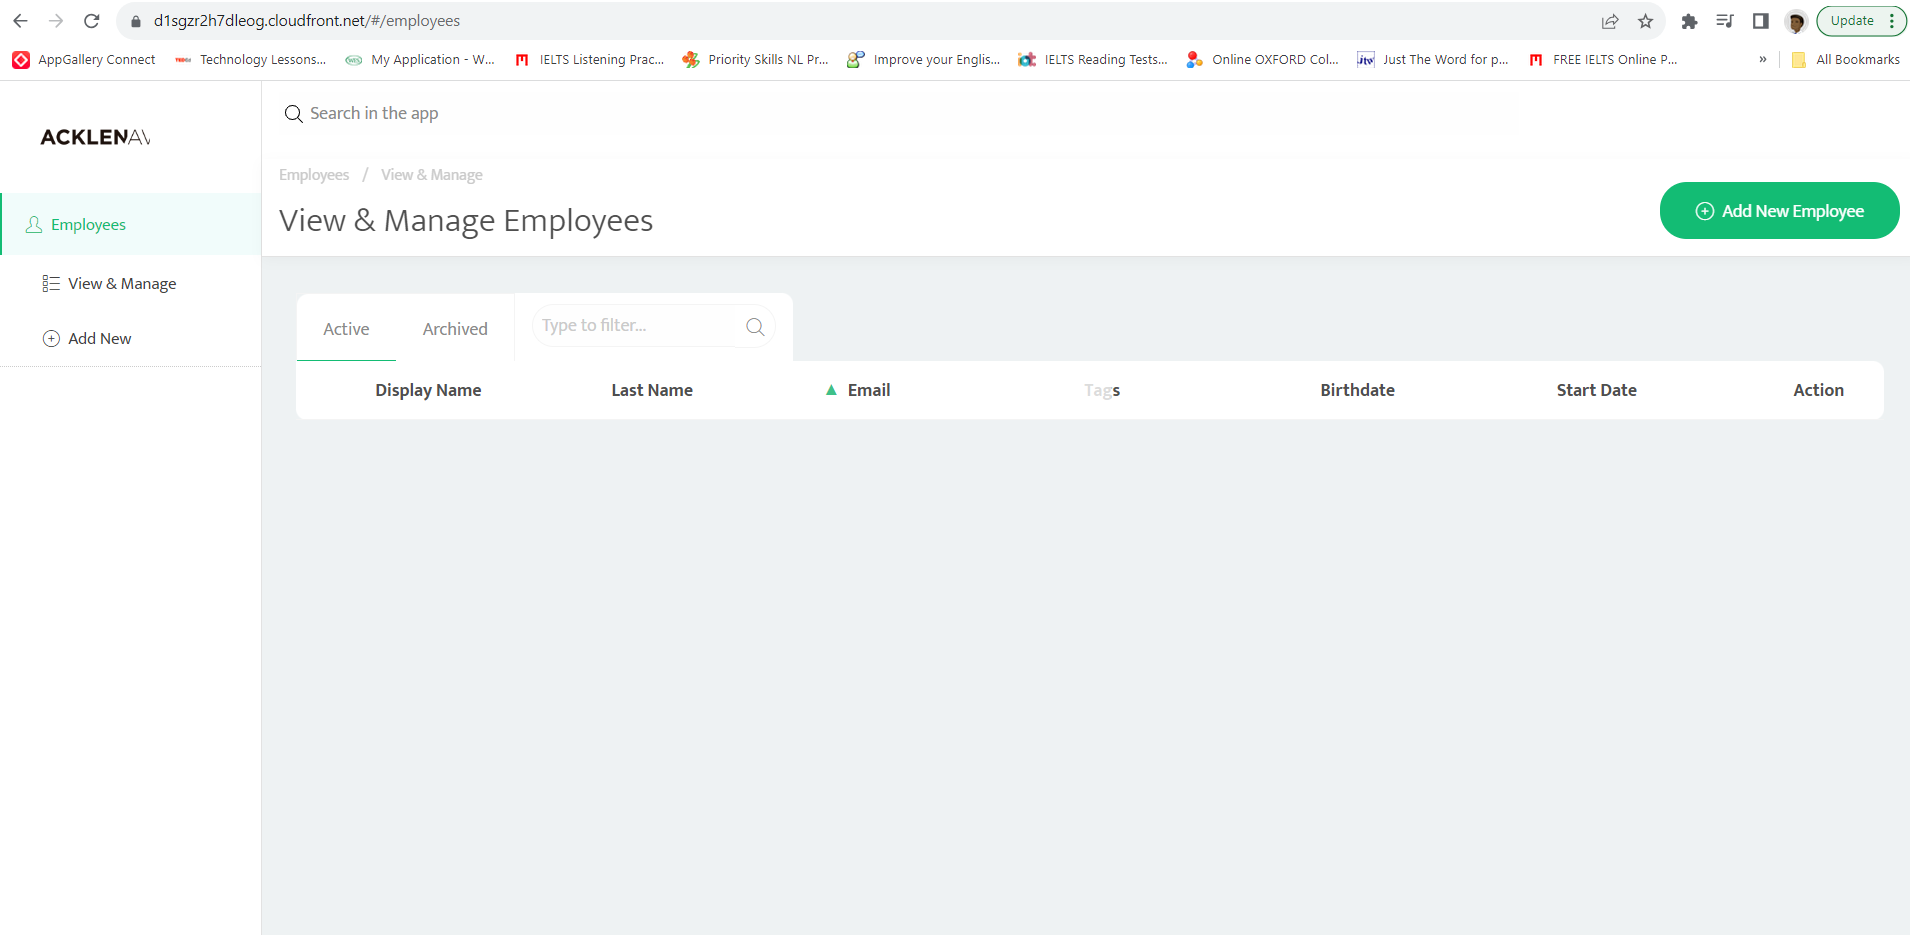 d1sgzr2h7dleog.cloudfront.net/#/employees
Update
AppGallery Connect
Technology Lessons...
My Application - W...
IELTS Listening Prac...
Priority Skills NL Pr...
Improve your Englis...
IELTS Reading Tests...
Online OXFORD Col...
Just The Word for p...
FREE IELTS Online P...
»
All Bookmarks
ACKLENAV
Search in the app
Employees / View & Manage
View & Manage Employees
Add New Employee
Employees
View & Manage
Add New
Active
Archived
Type to filter...
Display Name
Last Name
Email
Tags
Birthdate
Start Date
Action